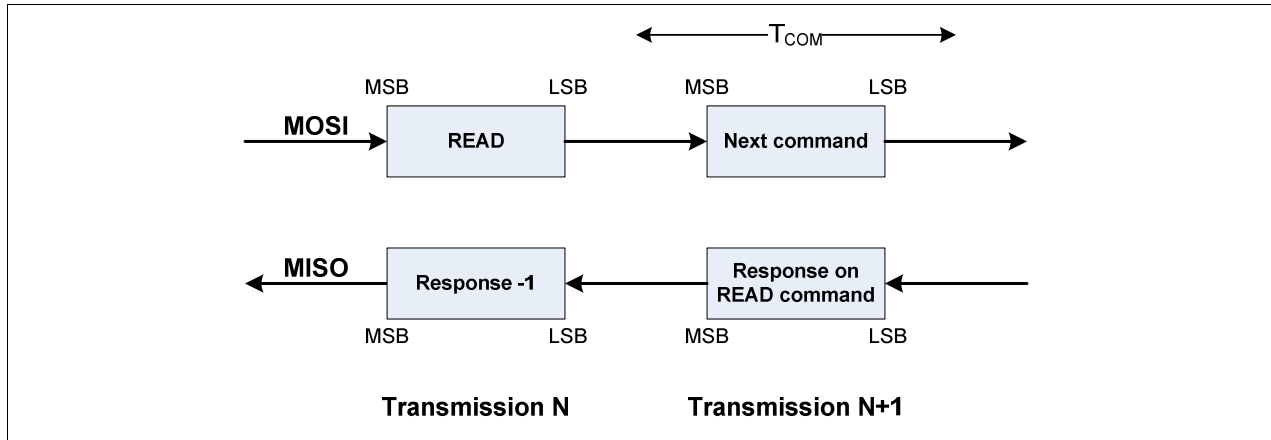 TCOM
MSB LSB MSB LSB
MOSI READ Next command
MISO Response -1 Response on
READ command
MSB LSB MSB LSB
Transmission N Transmission N+1